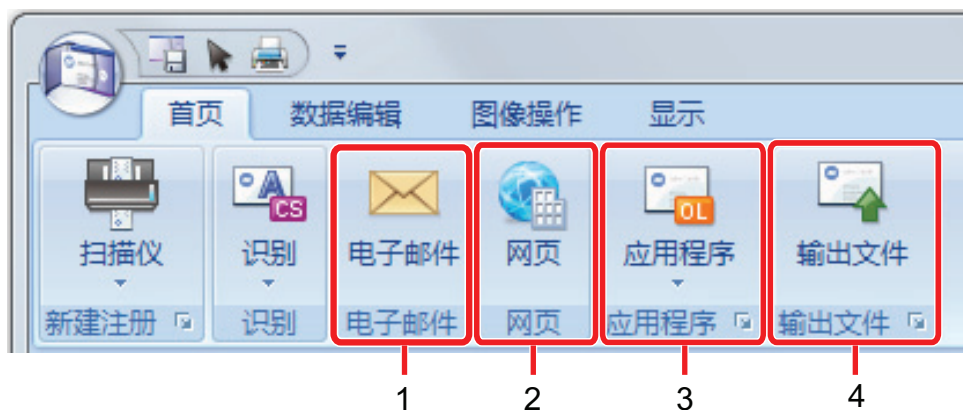 首页 数据编辑 图像操作 显示
CS OL
扫描仪 识别 电子邮件 网页 应用程序 输出文件
新建注册 识别 电子邮件 网页 应用程序 输出文件
1 2 3 4